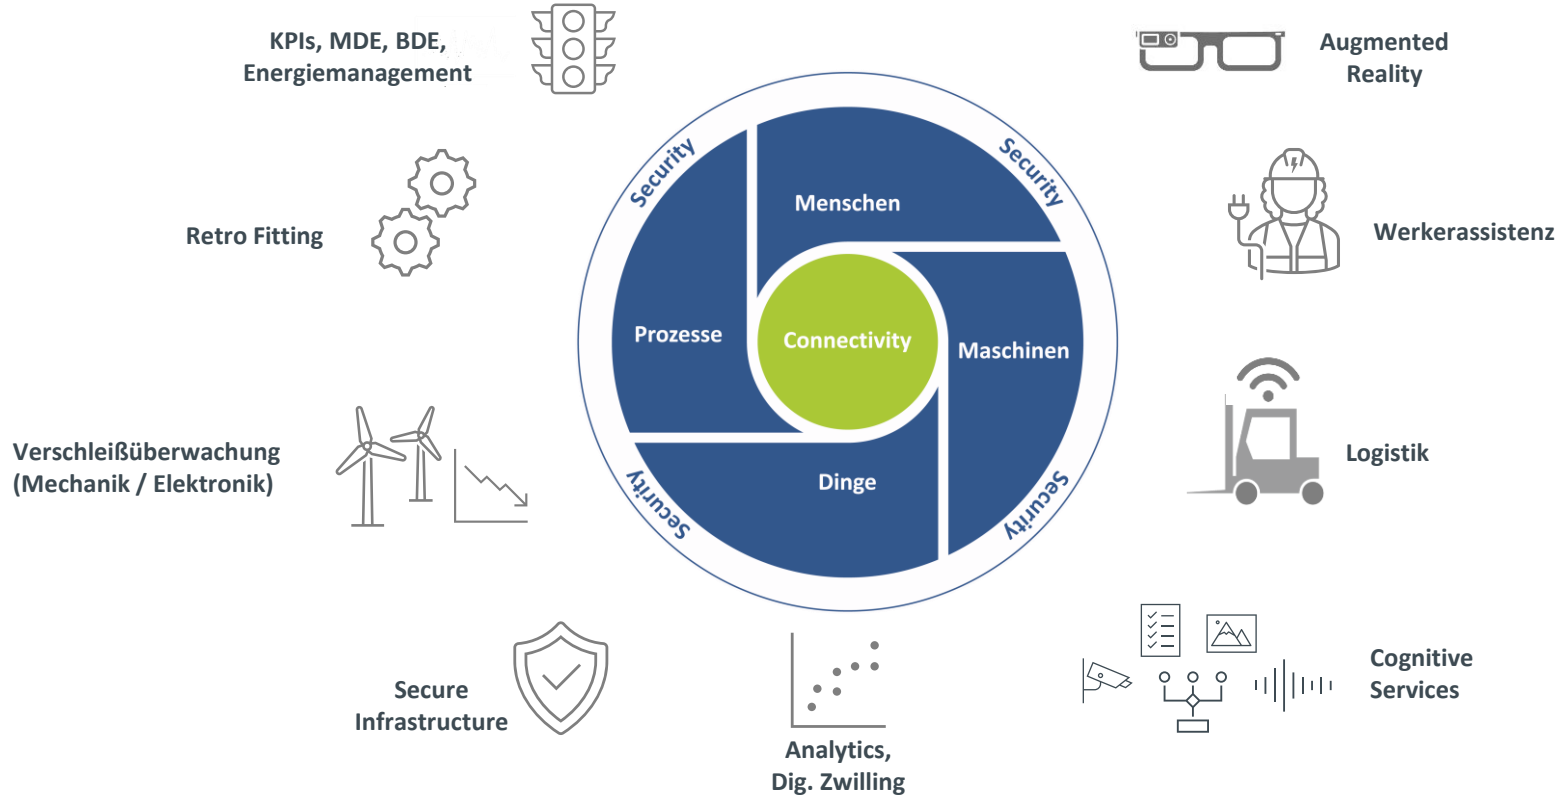 KPIs, MDE, BDE,
Energiemanagement
Augmented
Reality
Security
Security
Menschen
Retro Fitting
Werkerassistenz
Prozesse
Connectivity
Maschinen
Verschleißüberwachung
(Mechanik / Elektronik)
Logistik
Dinge
Security
Security
Secure
Infrastructure
Cognitive
Services
Analytics,
Dig. Zwilling